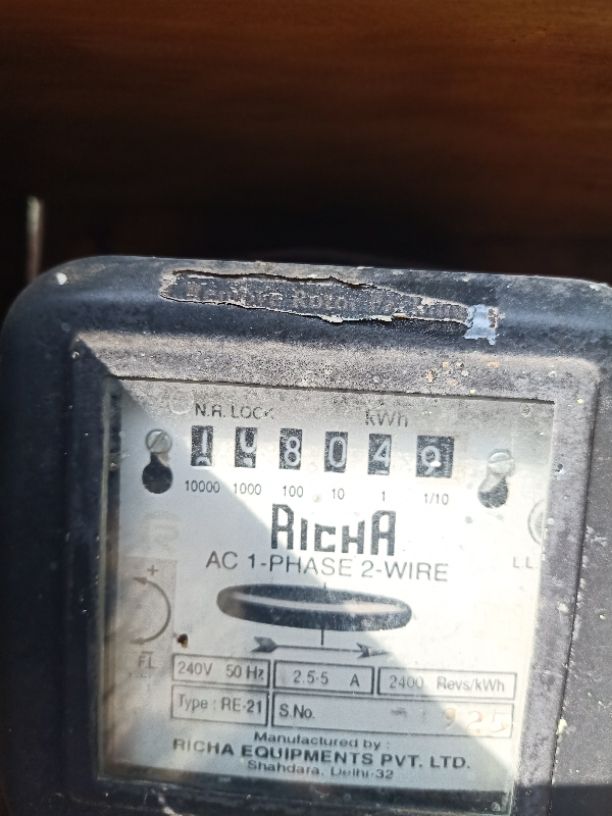 N.R. LOCK kWh
1 4 8 0 4 9
10000 1000 100 10 1 1/10
RICHA
AC 1-PHASE 2-WIRE
LL
+
FL
240V 50 Hz 2.5-5 A 2400 Revs/kWh
Type : RE-21 S.No. 925
Manufactured by :
RICHA EQUIPMENTS PVT. LTD.
Shahdara, Delhi-32